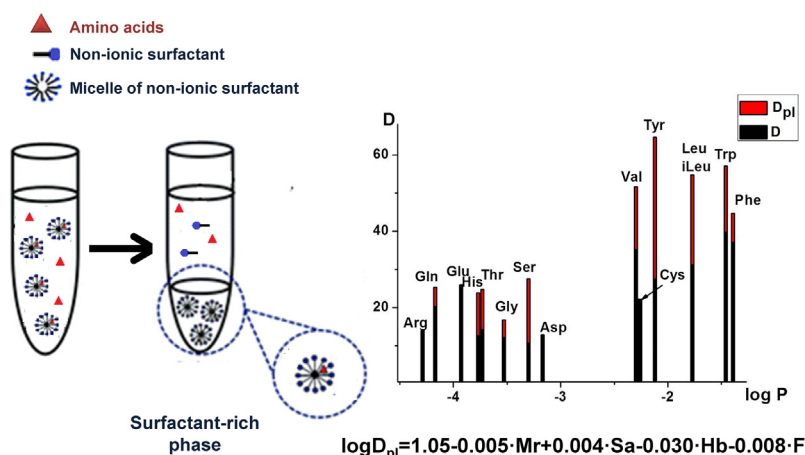 Amino acids
Non-ionic surfactant
Micelle of non-ionic surfactant
Surfactant-rich
phase
D
60
40
20
D_pl
D
Arg
Gln
Glu
His
Thr
Gly
Ser
Asp
Val
Cys
Tyr
Leu
iLeu
Trp
Phe
-4
-3
-2
log P
logD_pl=1.05-0.005·Mr+0.004·Sa-0.030·Hb-0.008·F